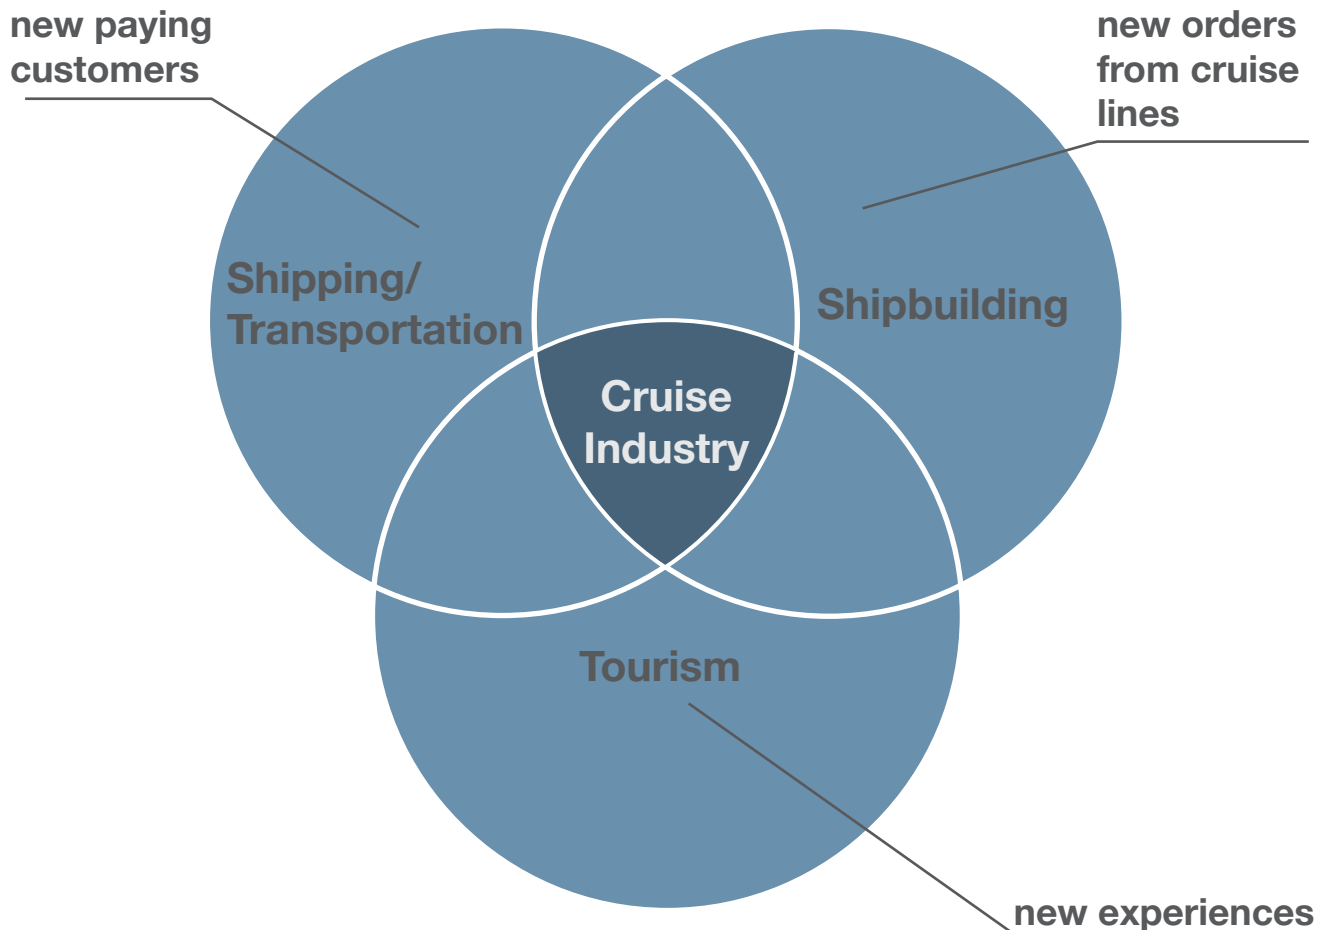 new paying
customers
new orders
from cruise
lines
Shipping/
Transportation
Shipbuilding
Cruise
Industry
Tourism
new experiences